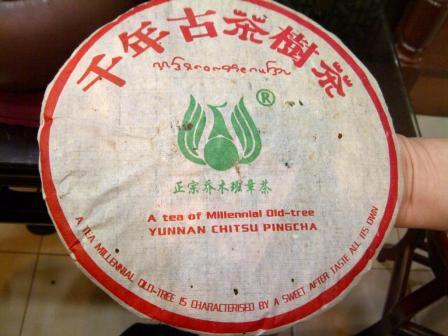 千年古茶樹茶
®
正宗乔木班章茶
A tea of Millennial Old-tree
YUNNAN CHITSU PINGCHA
A TEA MILLENNIAL OLD-TREE IS CHARACTERISED BY A SWEET AFTER TASTE ALL ITS OWN